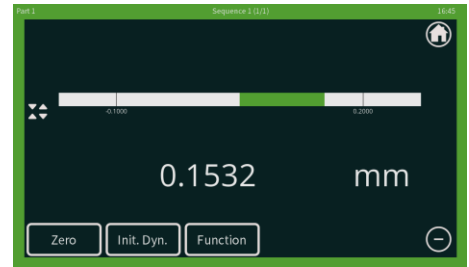 Part 1 Sequence 1 (1/1) 16:45
-0.1000 0.2000
0.1532 mm
Zero Init. Dyn. Function